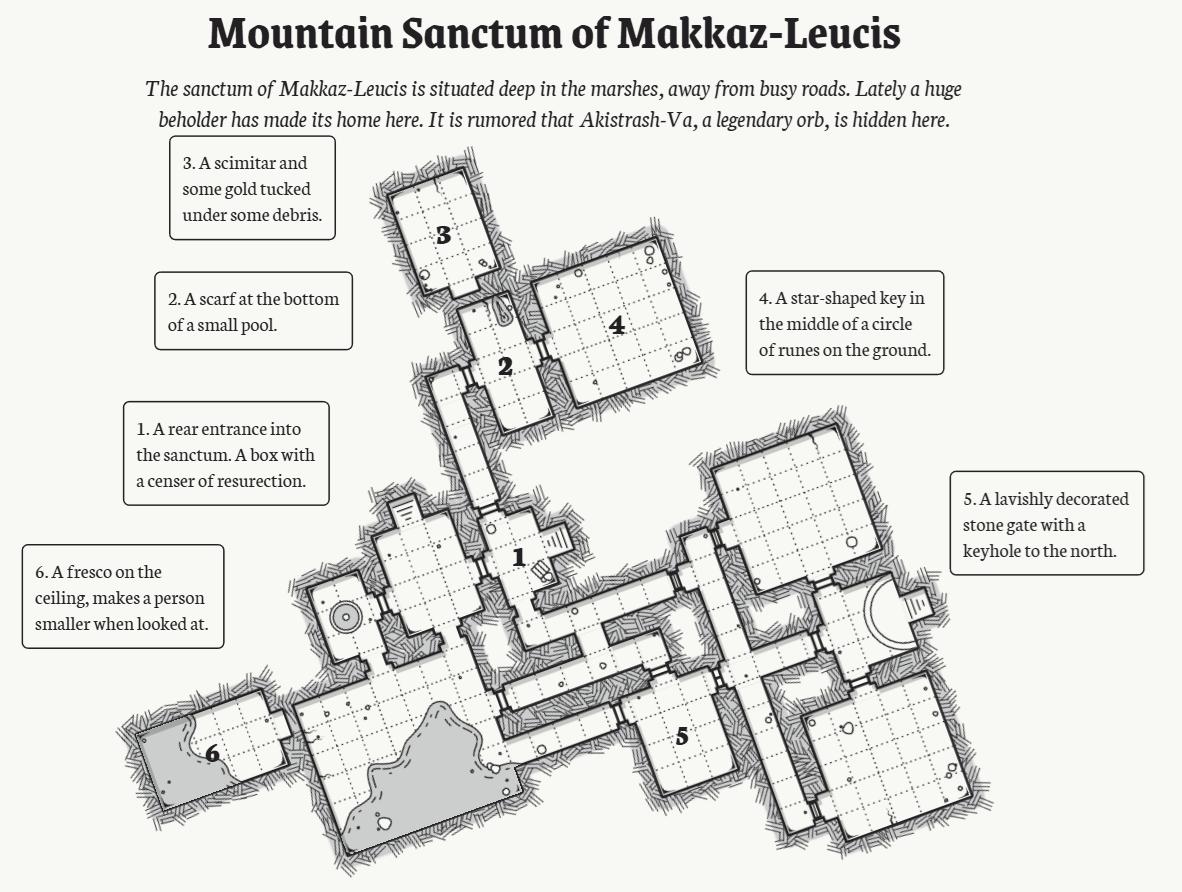 Mountain Sanctum of Makkaz-Leucis
The sanctum of Makkaz-Leucis is situated deep in the marshes, away from busy roads. Lately a huge
beholder has made its home here. It is rumored that Akistrash-Va, a legendary orb, is hidden here.
3. A scimitar and
some gold tucked
under some debris.
2. A scarf at the bottom
of a small pool.
4. A star-shaped key in
the middle of a circle
of runes on the ground.
1. A rear entrance into
the sanctum. A box with
a censer of resurection.
5. A lavishly decorated
stone gate with a
keyhole to the north.
6. A fresco on the
ceiling, makes a person
smaller when looked at.
3
4
2
1
5
6